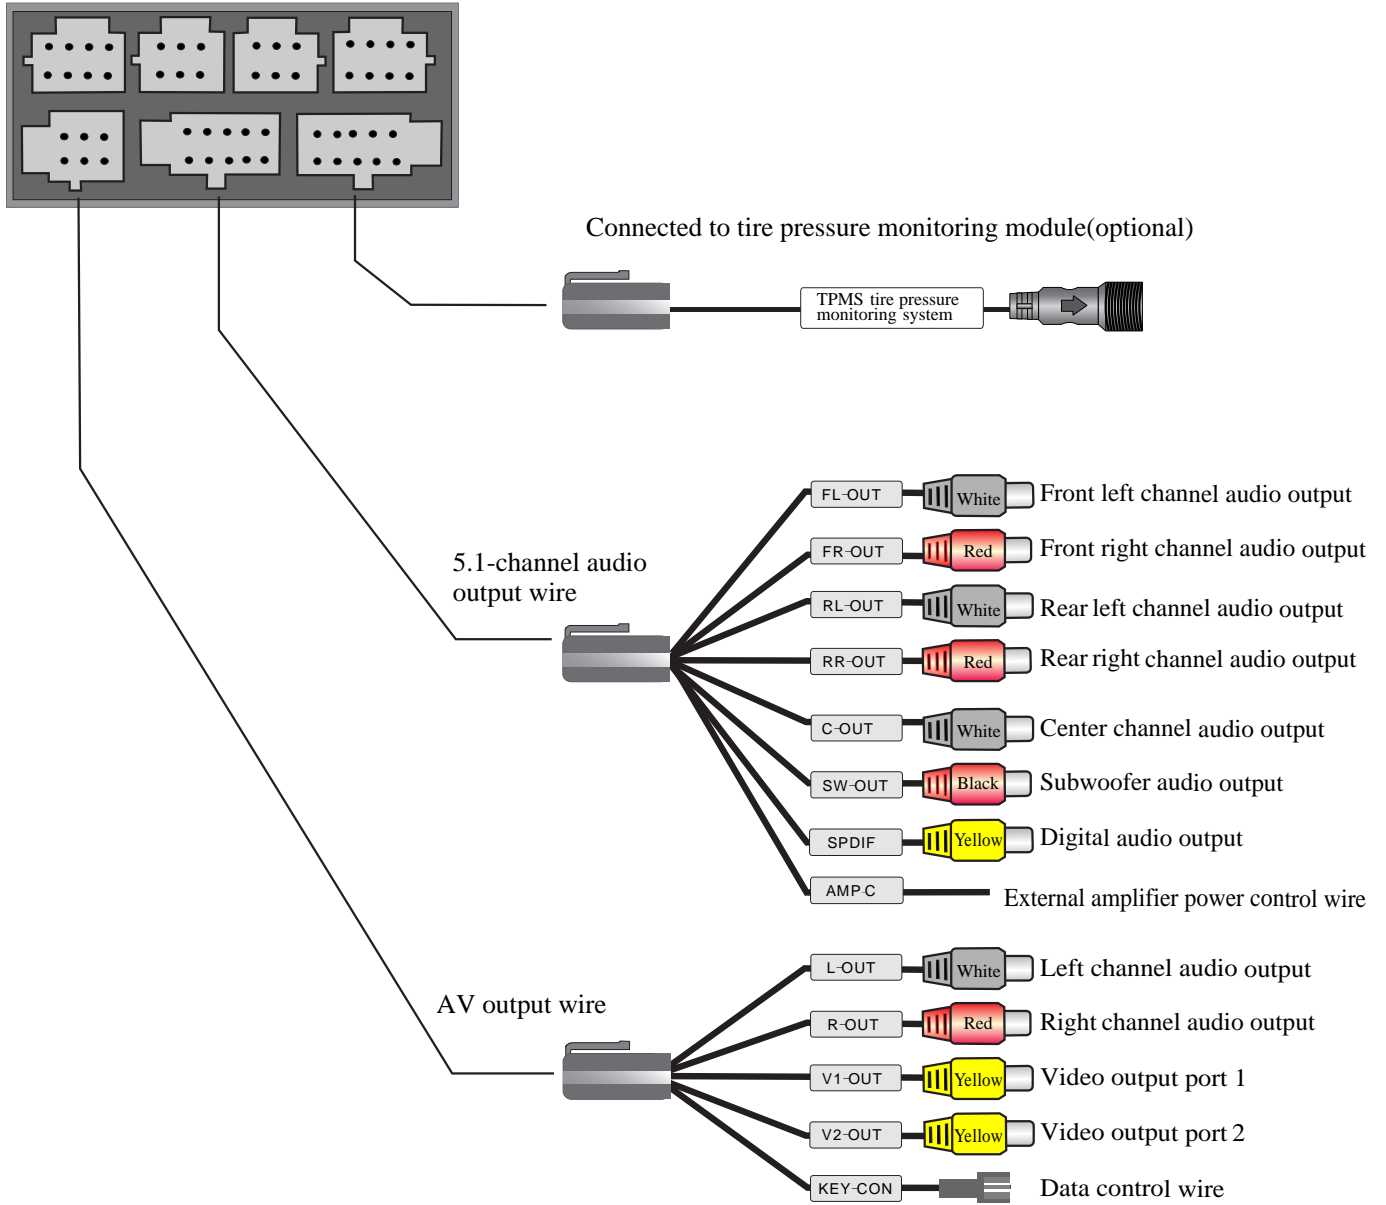 Connected to tire pressure monitoring module(optional)
TPMS tire pressure
monitoring system
5.1-channel audio
output wire
FL-OUT White Front left channel audio output
FR-OUT Red Front right channel audio output
RL-OUT White Rear left channel audio output
RR-OUT Red Rear right channel audio output
C-OUT White Center channel audio output
SW-OUT Black Subwoofer audio output
SPDIF Yellow Digital audio output
AMP-C External amplifier power control wire
AV output wire
L-OUT White Left channel audio output
R-OUT Red Right channel audio output
V1-OUT Yellow Video output port 1
V2-OUT Yellow Video output port 2
KEY-CON Data control wire